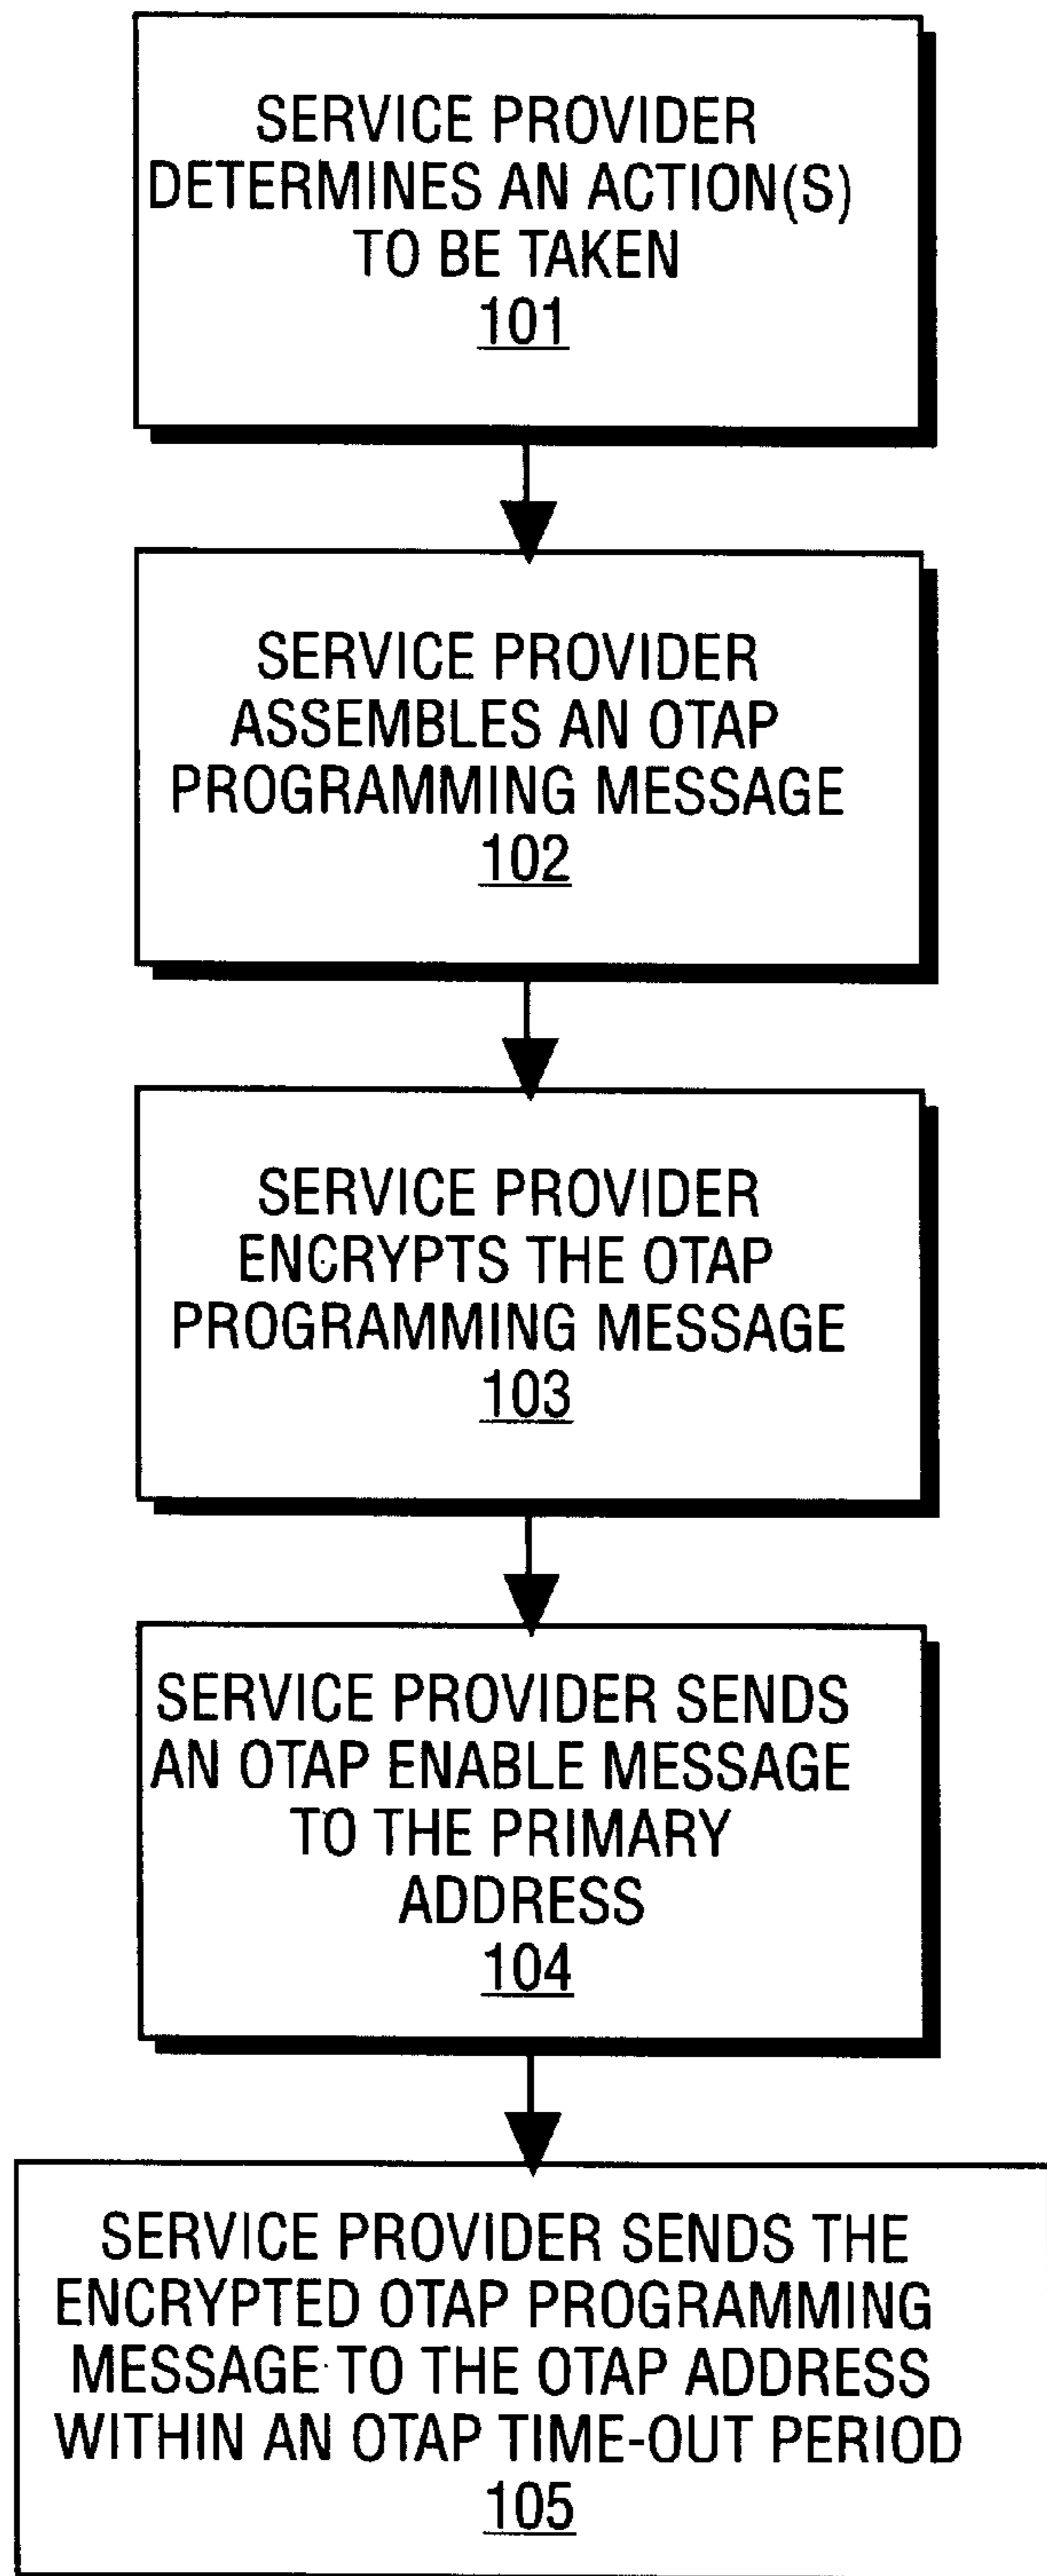 SERVICE PROVIDER
DETERMINES AN ACTION(S)
TO BE TAKEN
101
SERVICE PROVIDER
ASSEMBLES AN OTAP
PROGRAMMING MESSAGE
102
SERVICE PROVIDER
ENCRYPTS THE OTAP
PROGRAMMING MESSAGE
103
SERVICE PROVIDER SENDS
AN OTAP ENABLE MESSAGE
TO THE PRIMARY
ADDRESS
104
SERVICE PROVIDER SENDS THE
ENCRYPTED OTAP PROGRAMMING
MESSAGE TO THE OTAP ADDRESS
WITHIN AN OTAP TIME-OUT PERIOD
105